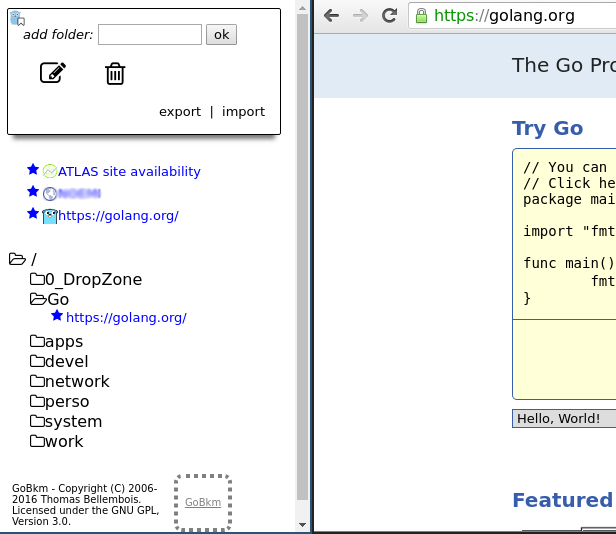 add folder: ok
export | import
ATLAS site availability
https://golang.org/
/
0_DropZone
Go
https://golang.org/
apps
devel
network
perso
system
work
GoBkm - Copyright (C) 2006-
2016 Thomas Bellembois.
Licensed under the GNU GPL,
Version 3.0.
GoBkm
https://golang.org
The Go Pro
Try Go
// You can
// Click he
package mai
import "fmt
func main()
fmt
}
Hello, World!
Featured